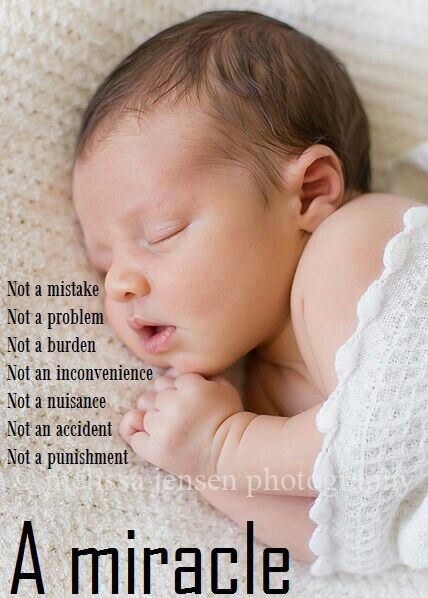 Not a mistake
Not a problem
Not a burden
Not an inconvenience
Not a nuisance
Not an accident
Not a punishment
© Melissa jensen photography
A miracle